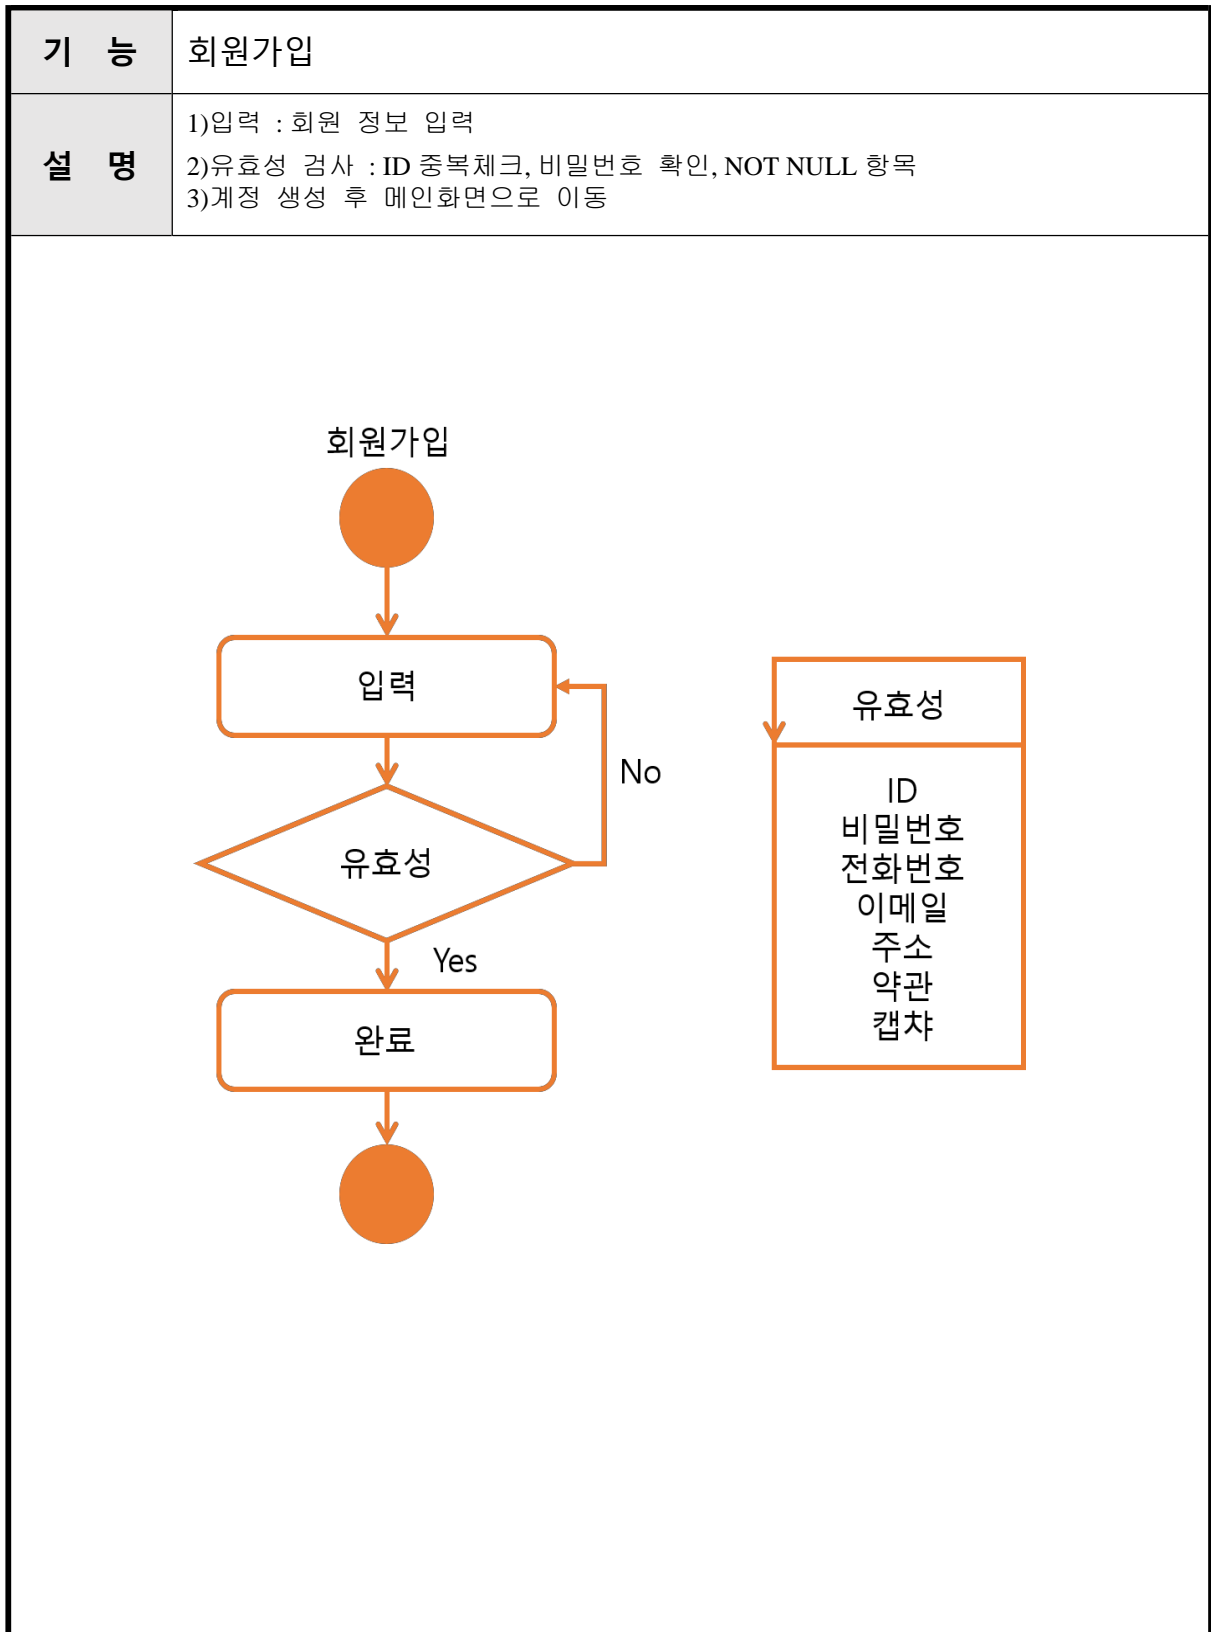 기 능
회원가입
설 명
1)입력 : 회원 정보 입력
2)유효성 검사 : ID 중복체크, 비밀번호 확인, NOT NULL 항목
3)계정 생성 후 메인화면으로 이동
회원가입
입력
No
유효성
Yes
완료
유효성
ID
비밀번호
전화번호
이메일
주소
약관
캡챠